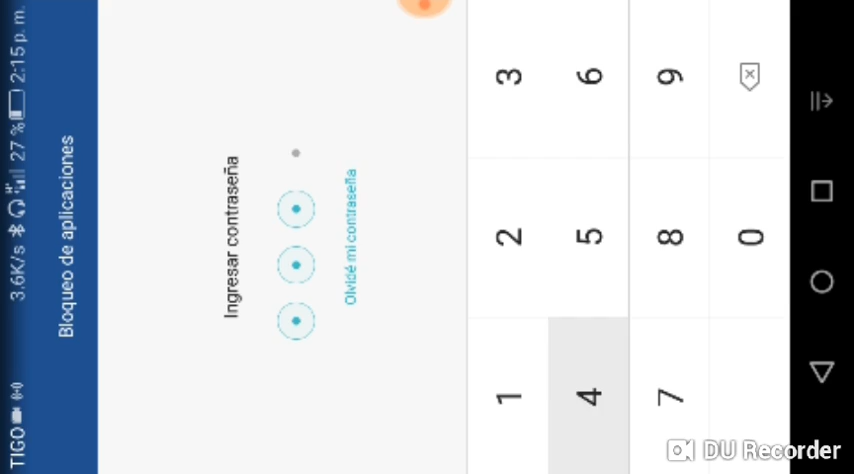 TIGO 3.6K/s H+ 27 % 2:15 p. m.
Bloqueo de aplicaciones
Ingresar contraseña
Olvidé mi contraseña
1 2 3
4 5 6
7 8 9
0
DU Recorder